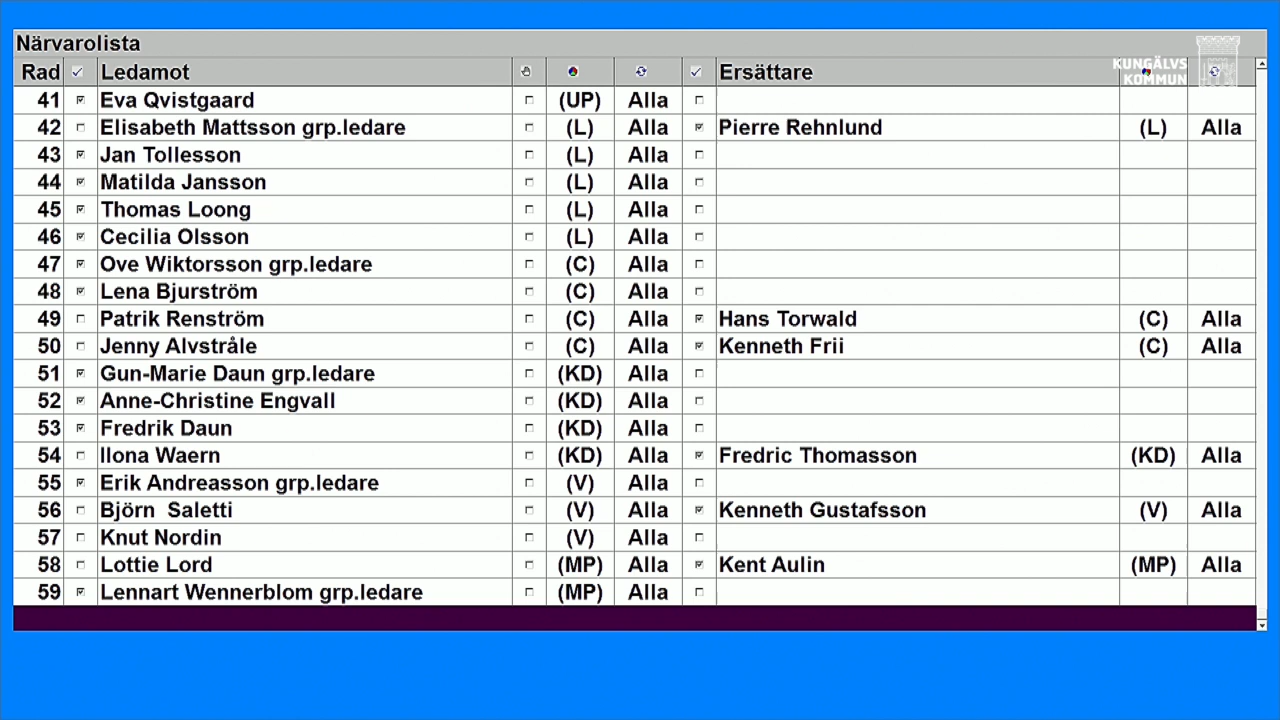 Närvarolista
Rad Ledamot Ersättare
KUNGÄLVS
KOMMUN
41 Eva Qvistgaard (UP) Alla
42 Elisabeth Mattsson grp.ledare (L) Alla Pierre Rehnlund (L) Alla
43 Jan Tollesson (L) Alla
44 Matilda Jansson (L) Alla
45 Thomas Loong (L) Alla
46 Cecilia Olsson (L) Alla
47 Ove Wiktorsson grp.ledare (C) Alla
48 Lena Bjurström (C) Alla
49 Patrik Renström (C) Alla Hans Torwald (C) Alla
50 Jenny Alvstråle (C) Alla Kenneth Frii (C) Alla
51 Gun-Marie Daun grp.ledare (KD) Alla
52 Anne-Christine Engvall (KD) Alla
53 Fredrik Daun (KD) Alla
54 Ilona Waern (KD) Alla Fredric Thomasson (KD) Alla
55 Erik Andreasson grp.ledare (V) Alla
56 Björn  Saletti (V) Alla Kenneth Gustafsson (V) Alla
57 Knut Nordin (V) Alla
58 Lottie Lord (MP) Alla Kent Aulin (MP) Alla
59 Lennart Wennerblom grp.ledare (MP) Alla